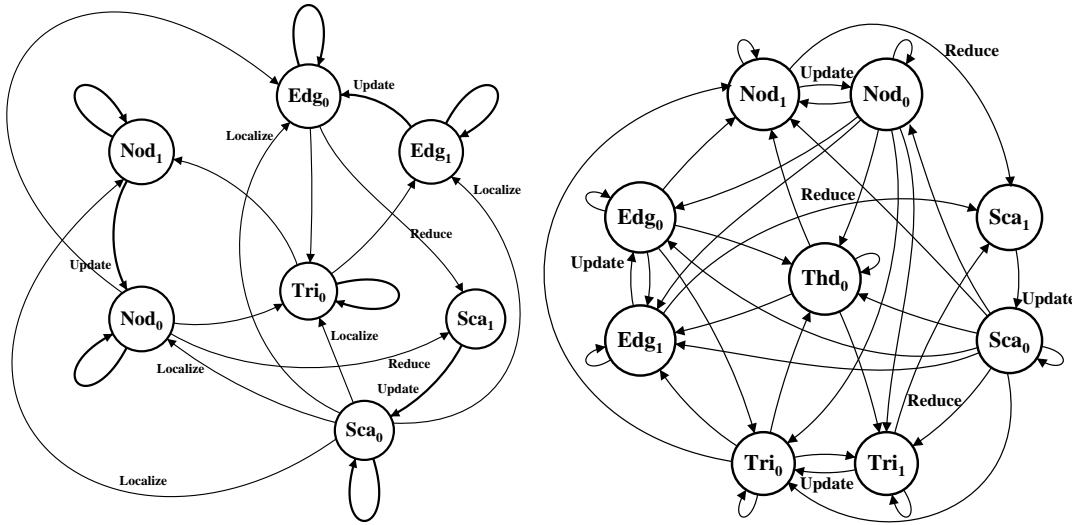 Edg0
Update
Localize
Nod1
Edg1
Localize
Reduce
Update
Tri0
Nod0
Sca1
Localize
Reduce
Localize
Update
Sca0
Localize
Reduce
Nod1
Update
Nod0
Reduce
Edg0
Sca1
Update
Thd0
Update
Edg1
Sca0
Reduce
Tri0
Tri1
Update